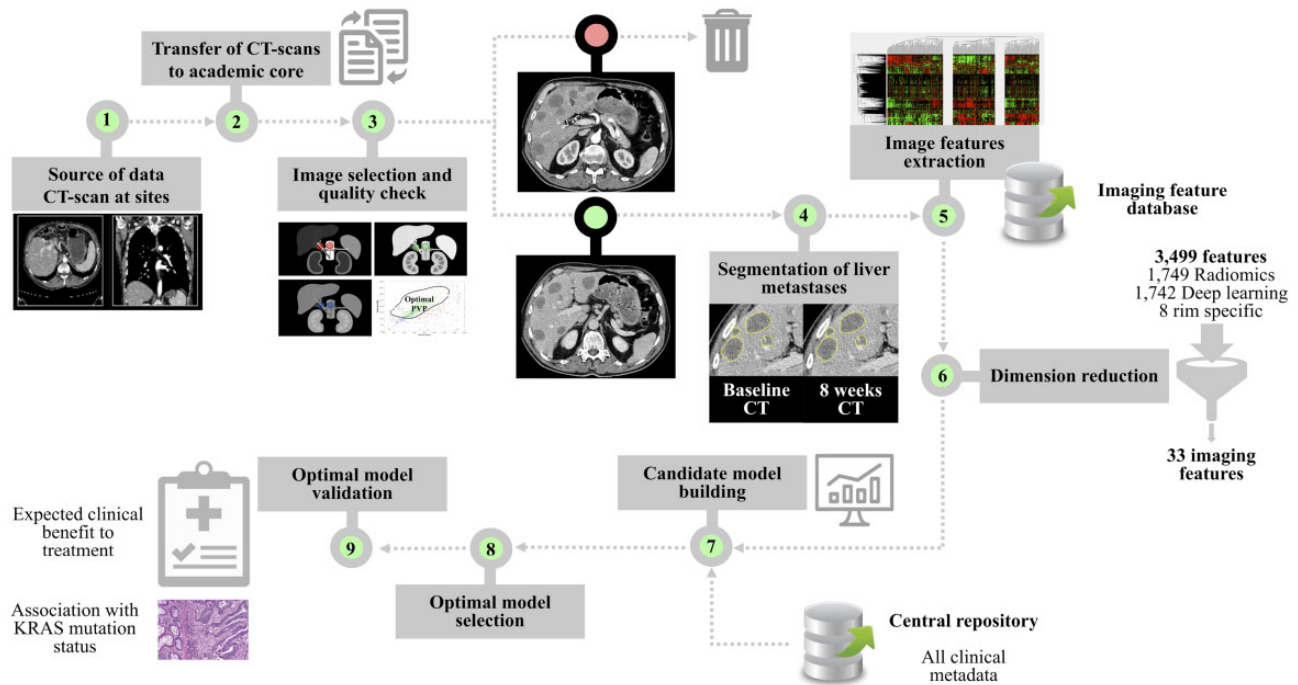 Transfer of CT-scans
to academic core
1
2
3
Source of data
CT-scan at sites
Image selection and
quality check
Optimal
PVP
4
Segmentation of liver
metastases
Baseline
CT
8 weeks
CT
Image features
extraction
5
Imaging feature
database
3,499 features
1,749 Radiomics
1,742 Deep learning
8 rim specific
6
Dimension reduction
33 imaging
features
Candidate model
building
7
Central repository
All clinical
metadata
8
Optimal model
selection
Optimal model
validation
9
Expected clinical
benefit to
treatment
Association with
KRAS mutation
status